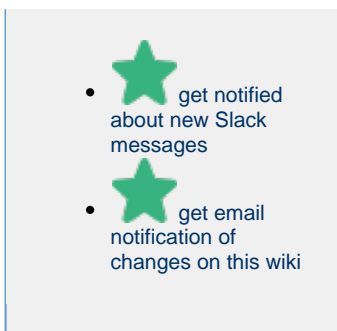 get notified
about new Slack
messages
get email
notification of
changes on this wiki